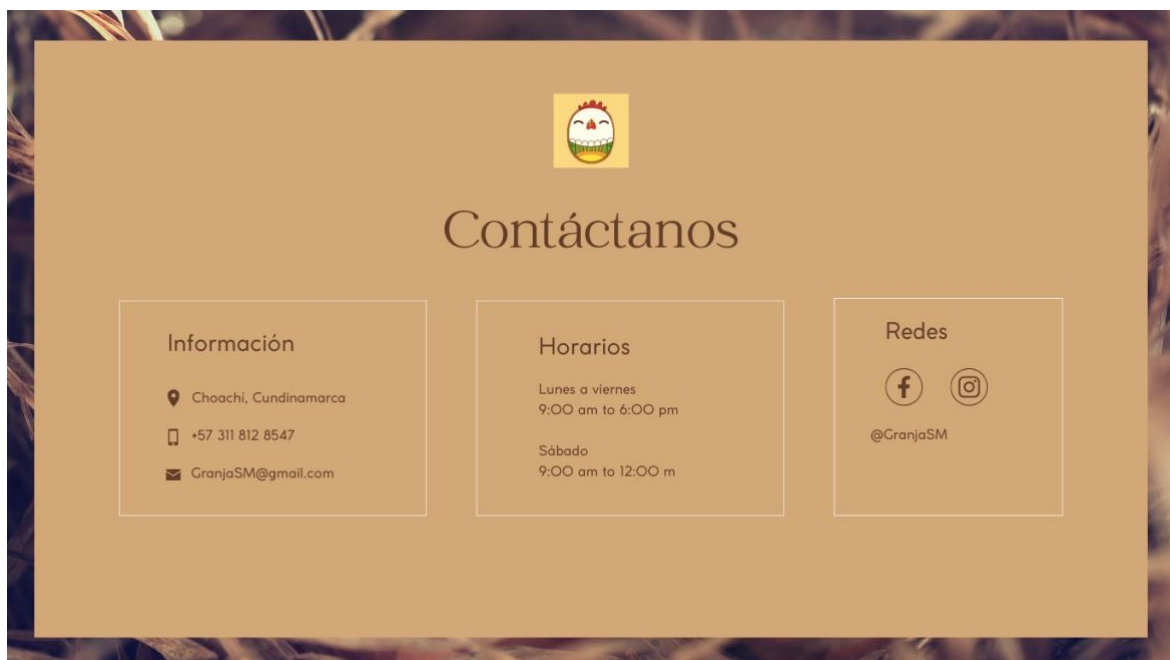 Contáctanos
Información
Choachí, Cundinamarca
+57 311 812 8547
GranjaSM@gmail.com
Horarios
Lunes a viernes
9:00 am to 6:00 pm
Sábado
9:00 am to 12:00 m
Redes
@GranjaSM